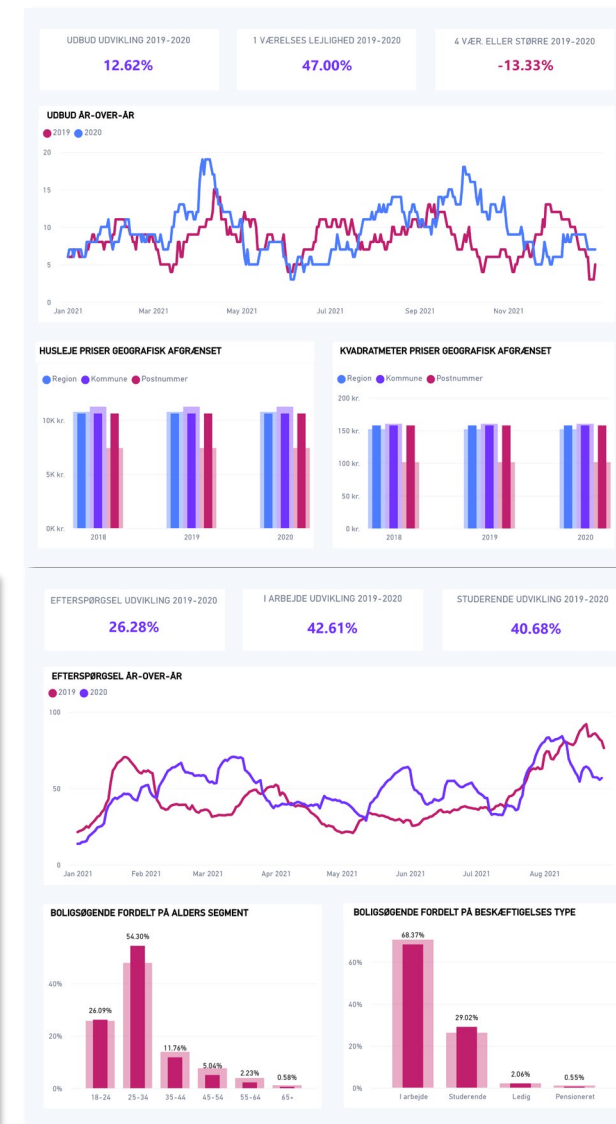 UDBUD UDVIKLING 2019-2020
12.62%
1 VÆRELSES LEJLIGHED 2019-2020
47.00%
4 VÆR. ELLER STØRRE 2019-2020
-13.33%
UDBUD ÅR-OVER-ÅR
2019 2020
20
15
10
5
0
Jan 2021 Mar 2021 May 2021 Jul 2021 Sep 2021 Nov 2021
HUSLEJE PRISER GEOGRAFISK AFGRÆNSET
Region Kommune Postnummer
10K kr.
5K kr.
0K kr.
2018 2019 2020
KVADRATMETER PRISER GEOGRAFISK AFGRÆNSET
Region Kommune Postnummer
200 kr.
150 kr.
100 kr.
50 kr.
0 kr.
2018 2019 2020
EFTERSPØRGSEL UDVIKLING 2019-2020
26.28%
I ARBEJDE UDVIKLING 2019-2020
42.61%
STUDERENDE UDVIKLING 2019-2020
40.68%
EFTERSPØRGSEL ÅR-OVER-ÅR
2019 2020
100
50
0
Jan 2021 Feb 2021 Mar 2021 Apr 2021 May 2021 Jun 2021 Jul 2021 Aug 2021
BOLIGSØGENDE FORDELT PÅ ALDERS SEGMENT
54.30%
40%
26.09%
20%
11.76%
5.04%
2.23%
0.58%
0%
18-24 25-34 35-44 45-54 55-64 65+
BOLIGSØGENDE FORDELT PÅ BESKÆFTIGELSES TYPE
68.37%
60%
40%
29.02%
20%
2.06%
0.55%
0%
I arbejde Studerende Ledig Pensioneret